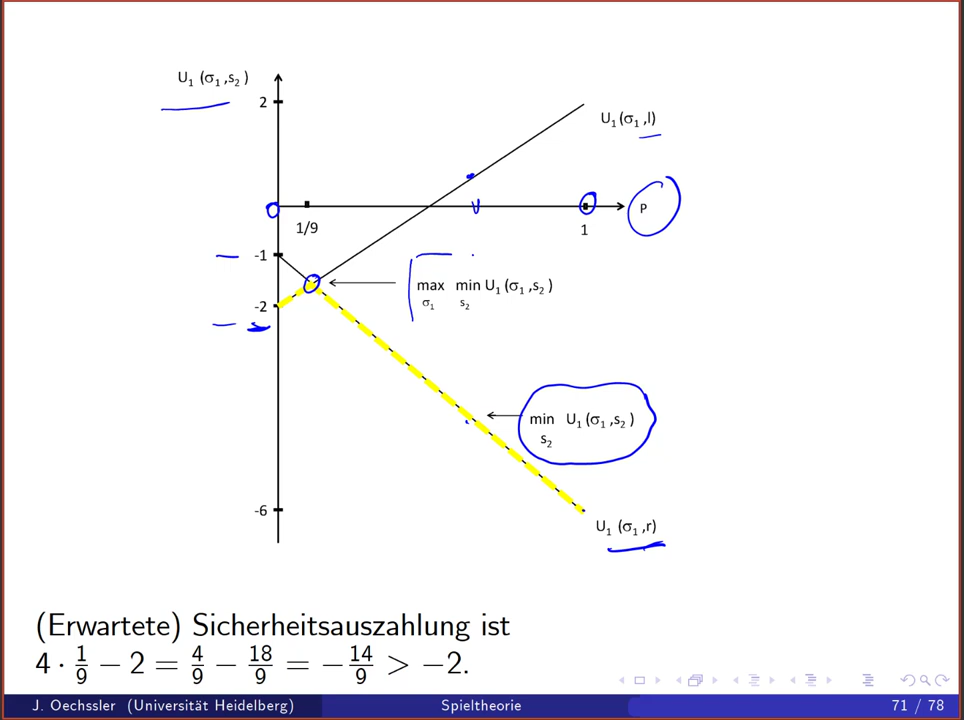 U₁ (σ₁ ,s₂ )
2
U₁ (σ₁ ,l)
P
1/9
1
-1
max min U₁ (σ₁ ,s₂ )
σ₁ s₂
-2
min U₁ (σ₁ ,s₂ )
s₂
-6
U₁ (σ₁ ,r)
(Erwartete) Sicherheitsauszahlung ist
4 · 1/9 − 2 = 4/9 − 18/9 = −14/9 > −2.
J. Oechssler (Universität Heidelberg) Spieltheorie 71 / 78